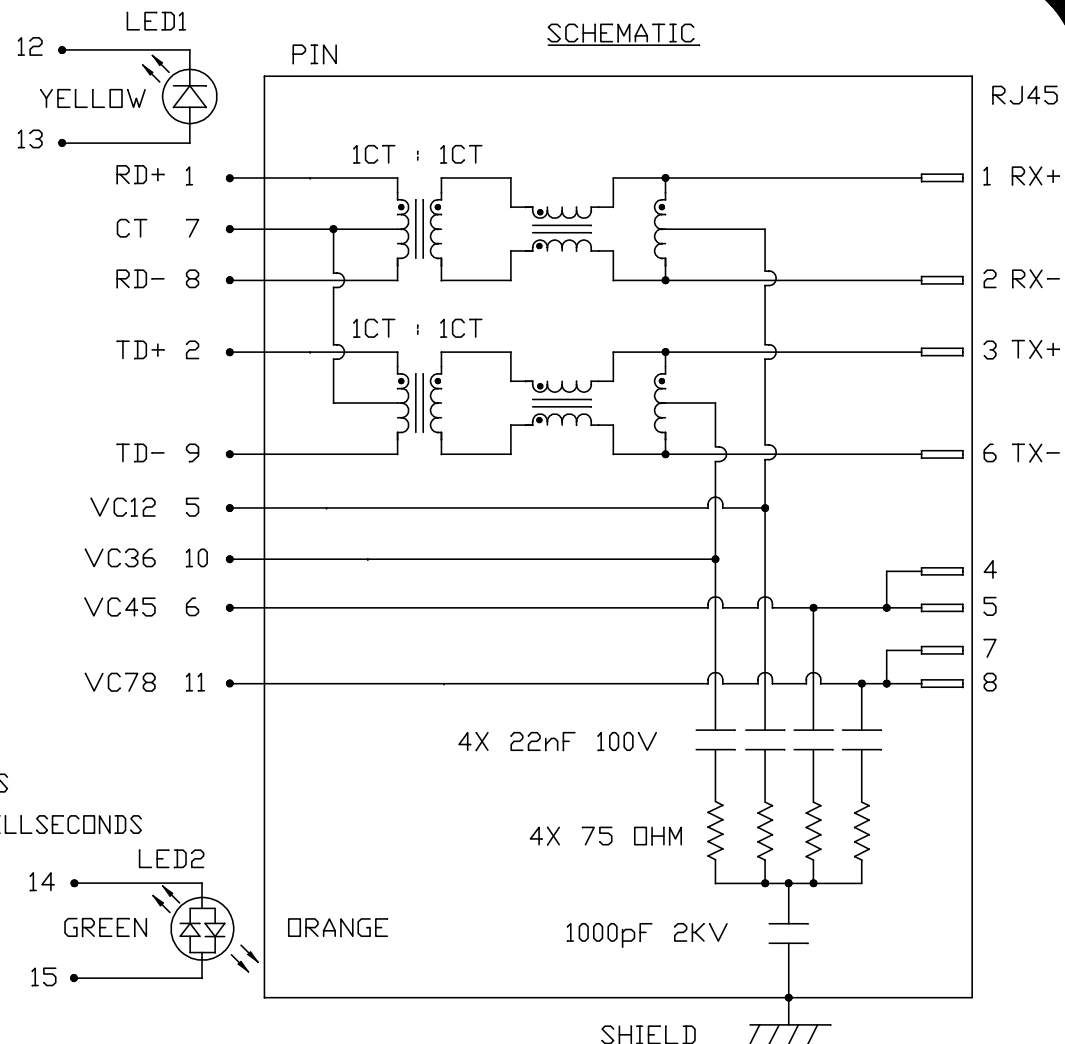 LED1
SCHEMATIC
12
PIN
YELLOW
RJ45
13
1CT : 1CT
RD+ 1
1 RX+
CT 7
RD- 8
2 RX-
1CT : 1CT
TD+ 2
3 TX+
TD- 9
6 TX-
VC12 5
VC36 10
4
VC45 6
5
7
VC78 11
8
4X 22nF 100V
S
LLSECONDS
4X 75 OHM
LED2
14
GREEN
ORANGE
1000pF 2KV
15
SHIELD